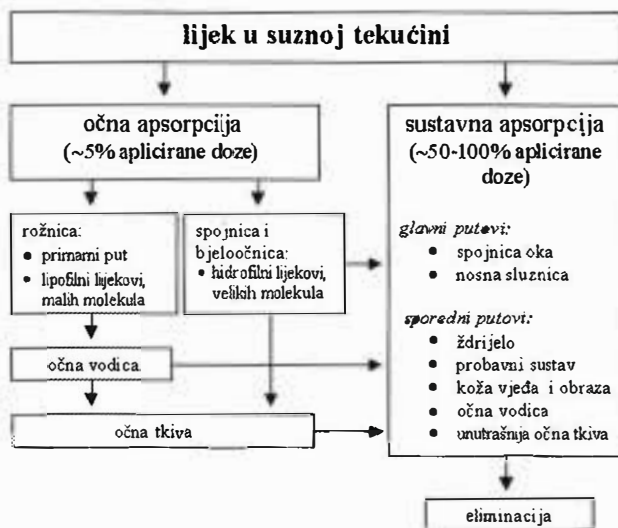 lijek u suznoj tekućini
očna apsorpcija
(~5% aplicirane doze)
rožnica:
• primarni put
• lipofilni lijekovi,
malih molekula
spojnica i
bjeloočnica:
• hidrofilni lijekovi,
velikih molekula
očna vodica
očna tkiva
sustavna apsorpcija
(~50-100% aplicirane
doze)
glavni putovi:
• spojnica oka
• nosna sluznica
sporedni putovi:
• ždrijelo
• probavni sustav
• koža vjeđa i obraza
• očna vodica
• unutrašnija očna tkiva
eliminacija